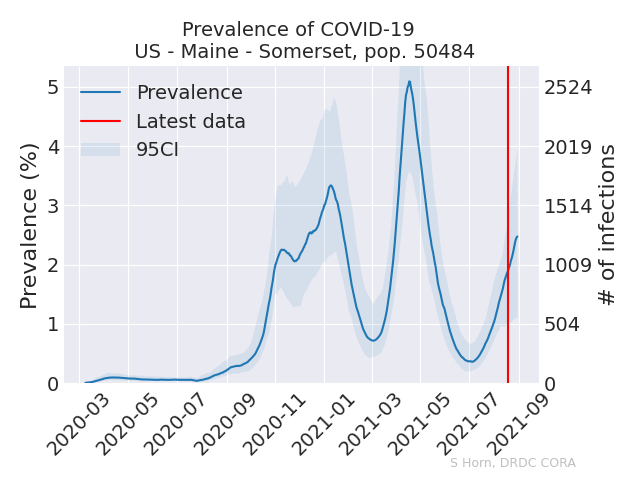 Prevalence of COVID-19
US - Maine - Somerset, pop. 50484
Prevalence
Latest data
95CI
Prevalence (%)
5
4
3
2
1
0
2524
2019
1514
1009
504
0
# of infections
2020-03
2020-05
2020-07
2020-09
2020-11
2021-01
2021-03
2021-05
2021-07
2021-09
S Horn, DRDC CORA